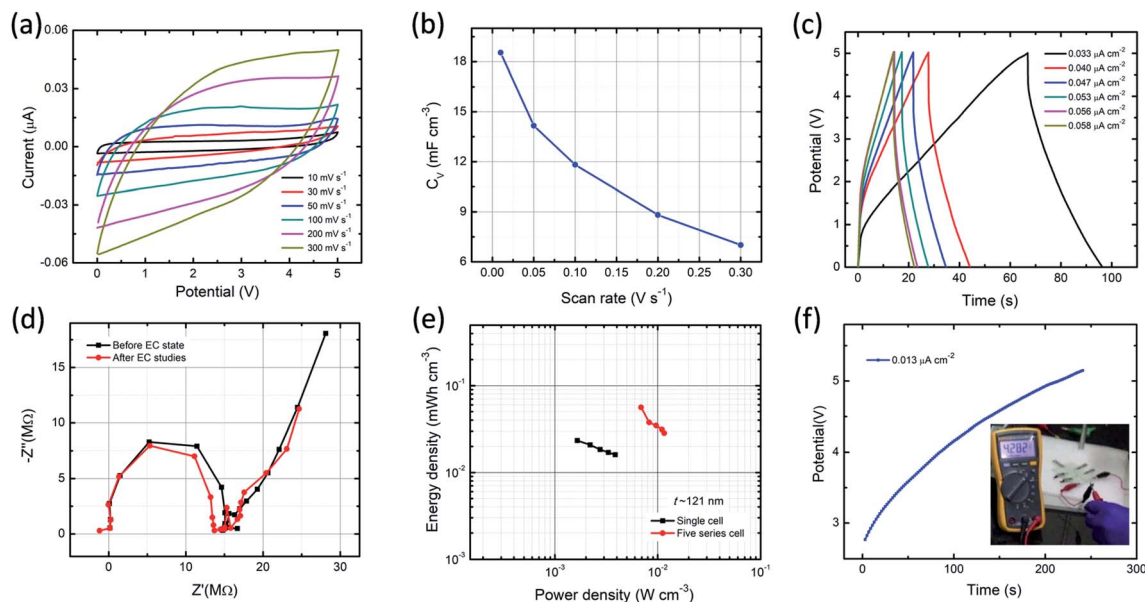 (a)
0.06
0.03
0.00
-0.03
-0.06
Current (µA)
10 mV s⁻¹
30 mV s⁻¹
50 mV s⁻¹
100 mV s⁻¹
200 mV s⁻¹
300 mV s⁻¹
0 1 2 3 4 5
Potential (V)
(b)
18
15
12
9
6
C_V (mF cm⁻³)
0.00 0.05 0.10 0.15 0.20 0.25 0.30
Scan rate (V s⁻¹)
(c)
6
5
4
3
2
1
0
Potential (V)
0.033 µA cm⁻²
0.040 µA cm⁻²
0.047 µA cm⁻²
0.053 µA cm⁻²
0.056 µA cm⁻²
0.058 µA cm⁻²
0 20 40 60 80 100
Time (s)
(d)
15
10
5
0
-Z''(MΩ)
Before EC state
After EC studies
0 10 20 30
Z'(MΩ)
(e)
10⁻¹
10⁻²
10⁻³
Energy density (mWh cm⁻³)
t~121 nm
Single cell
Five series cell
10⁻³ 10⁻² 10⁻¹
Power density (W cm⁻³)
(f)
5
4
3
Potential(V)
0.013 µA cm⁻²
4.282
0 100 200 300
Time (s)